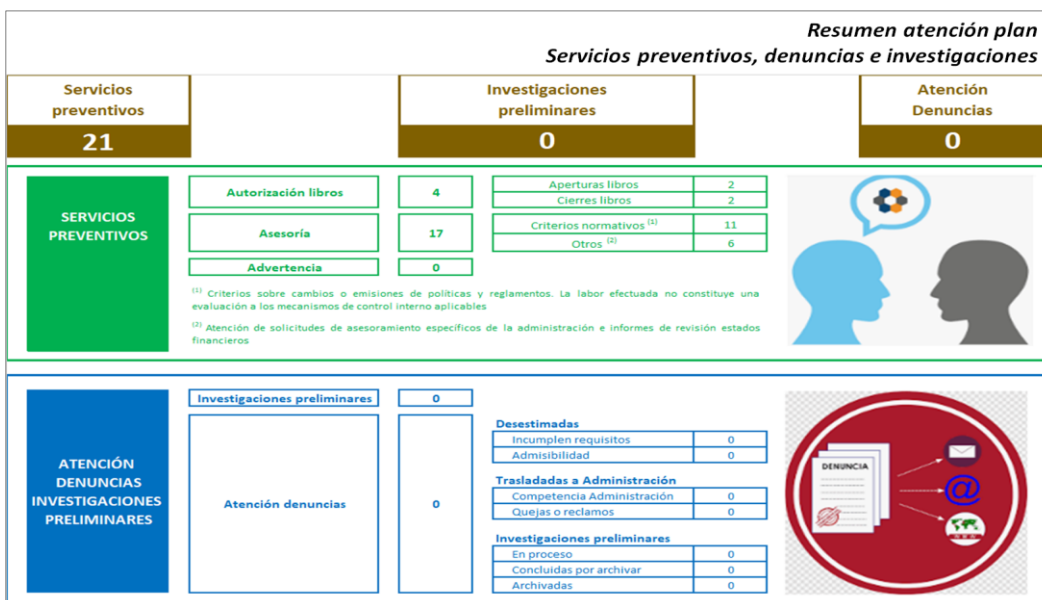 Resumen atención plan
Servicios preventivos, denuncias e investigaciones
Servicios
preventivos
21
Investigaciones
preliminares
0
Atención
Denuncias
0
SERVICIOS
PREVENTIVOS
Autorización libros 4
Aperturas libros 2
Cierres libros 2
Asesoría 17
Criterios normativos (1) 11
Otros (2) 6
Advertencia 0
(1) Criterios sobre cambios o emisiones de políticas y reglamentos. La labor efectuada no constituye una
evaluación a los mecanismos de control interno aplicables
(2) Atención de solicitudes de asesoramiento específicos de la administración e informes de revisión estados
financieros
ATENCIÓN
DENUNCIAS
INVESTIGACIONES
PRELIMINARES
Investigaciones preliminares 0
Atención denuncias 0
Desestimadas
Incumplen requisitos 0
Admisibilidad 0
Trasladadas a Administración
Competencia Administración 0
Quejas o reclamos 0
Investigaciones preliminares
En proceso 0
Concluidas por archivar 0
Archivadas 0
DENUNCIA
@